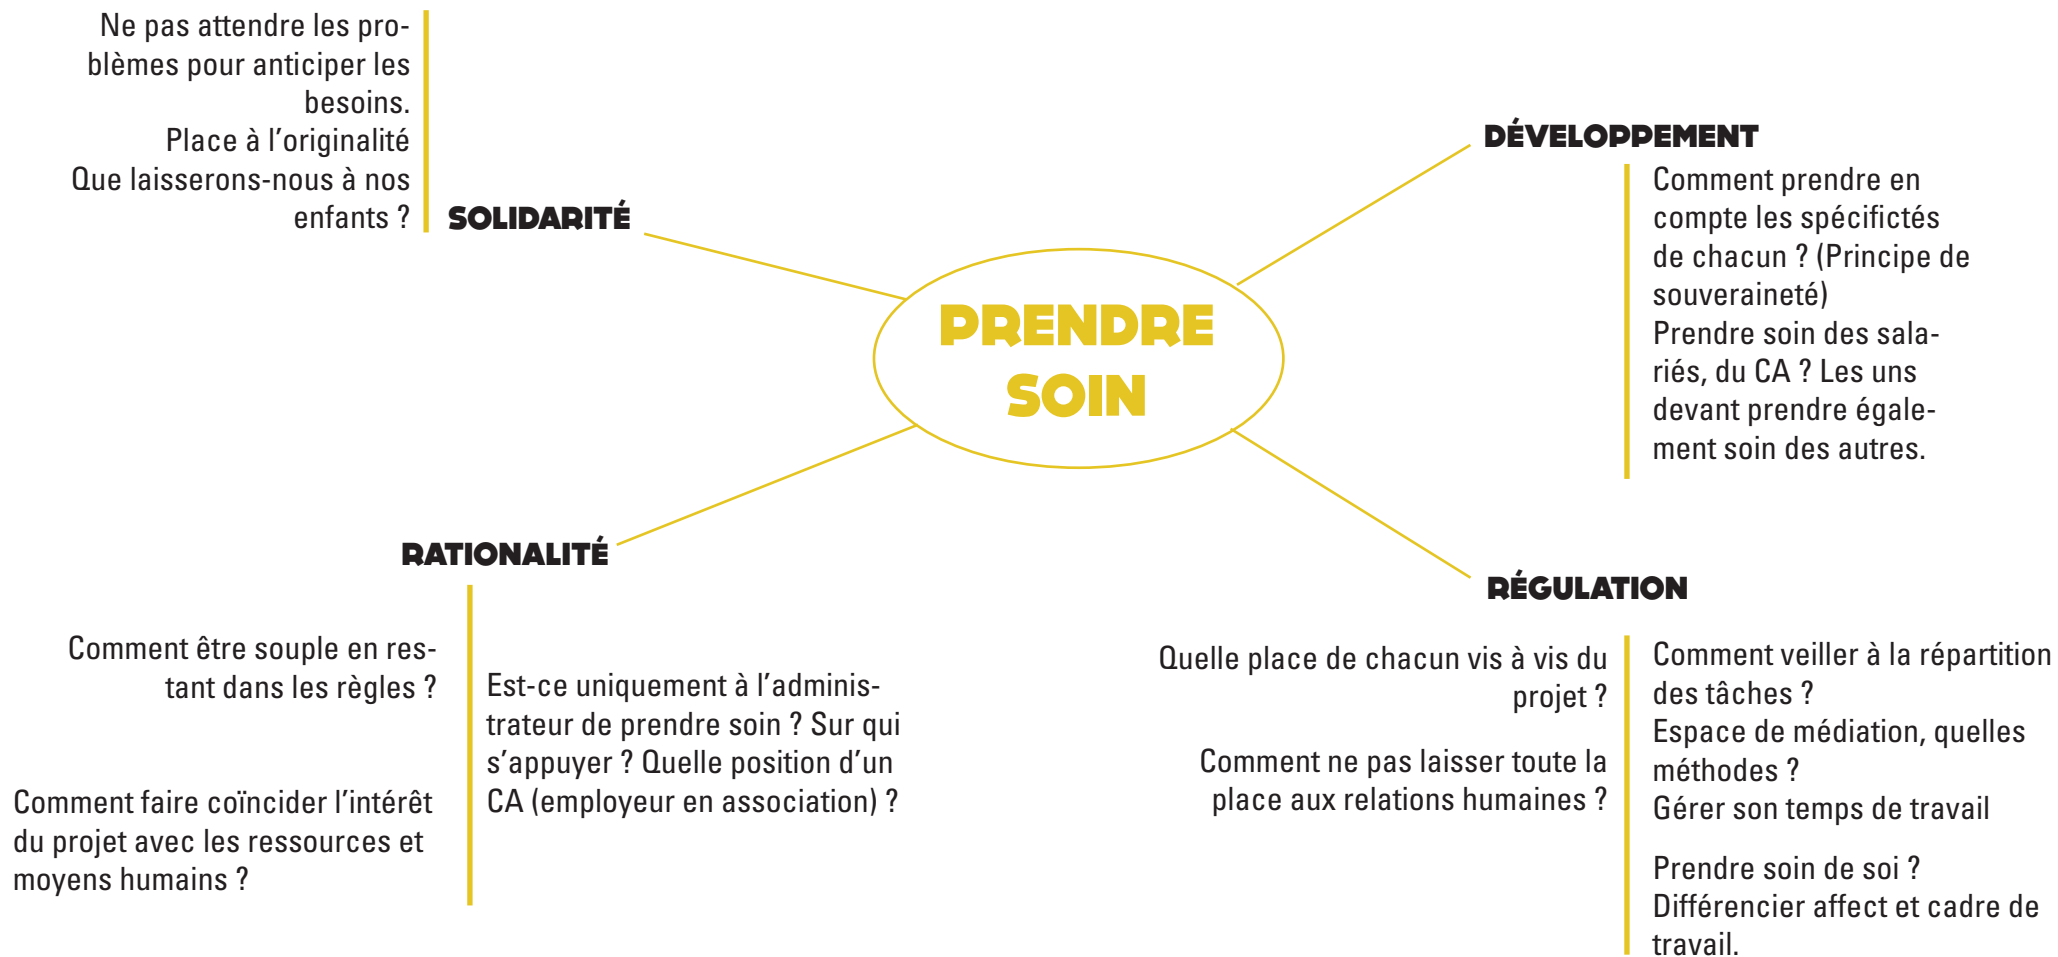 Ne pas attendre les pro-
blèmes pour anticiper les
besoins.
Place à l’originalité
Que laisserons-nous à nos
enfants ?
SOLIDARITÉ
DÉVELOPPEMENT
Comment prendre en
compte les spécifictés
de chacun ? (Principe de
souveraineté)
Prendre soin des sala-
riés, du CA ? Les uns
devant prendre égale-
ment soin des autres.
PRENDRE
SOIN
RATIONALITÉ
Comment être souple en res-
tant dans les règles ?
Comment faire coïncider l’intérêt
du projet avec les ressources et
moyens humains ?
Est-ce uniquement à l’adminis-
trateur de prendre soin ? Sur qui
s’appuyer ? Quelle position d’un
CA (employeur en association) ?
RÉGULATION
Quelle place de chacun vis à vis du
projet ?
Comment ne pas laisser toute la
place aux relations humaines ?
Comment veiller à la répartition
des tâches ?
Espace de médiation, quelles
méthodes ?
Gérer son temps de travail
Prendre soin de soi ?
Différencier affect et cadre de
travail.